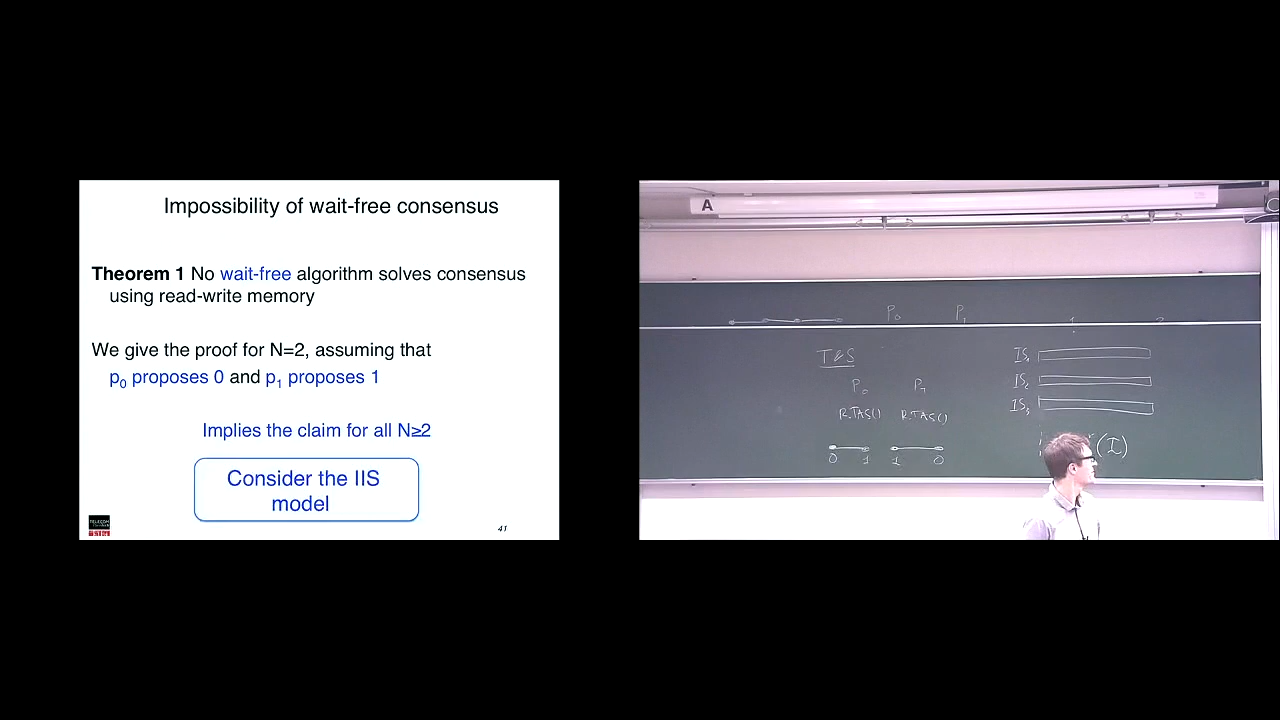 Impossibility of wait-free consensus
Theorem 1 No wait-free algorithm solves consensus
using read-write memory
We give the proof for N=2, assuming that
p₀ proposes 0 and p₁ proposes 1
Implies the claim for all N≥2
Consider the IIS
model
TELECOM
41
A
P₀ P₁
T&S
P₀ P₁
R.TAS() R.TAS()
0 1 1 0
IS₁
IS₂
IS₃
(I)